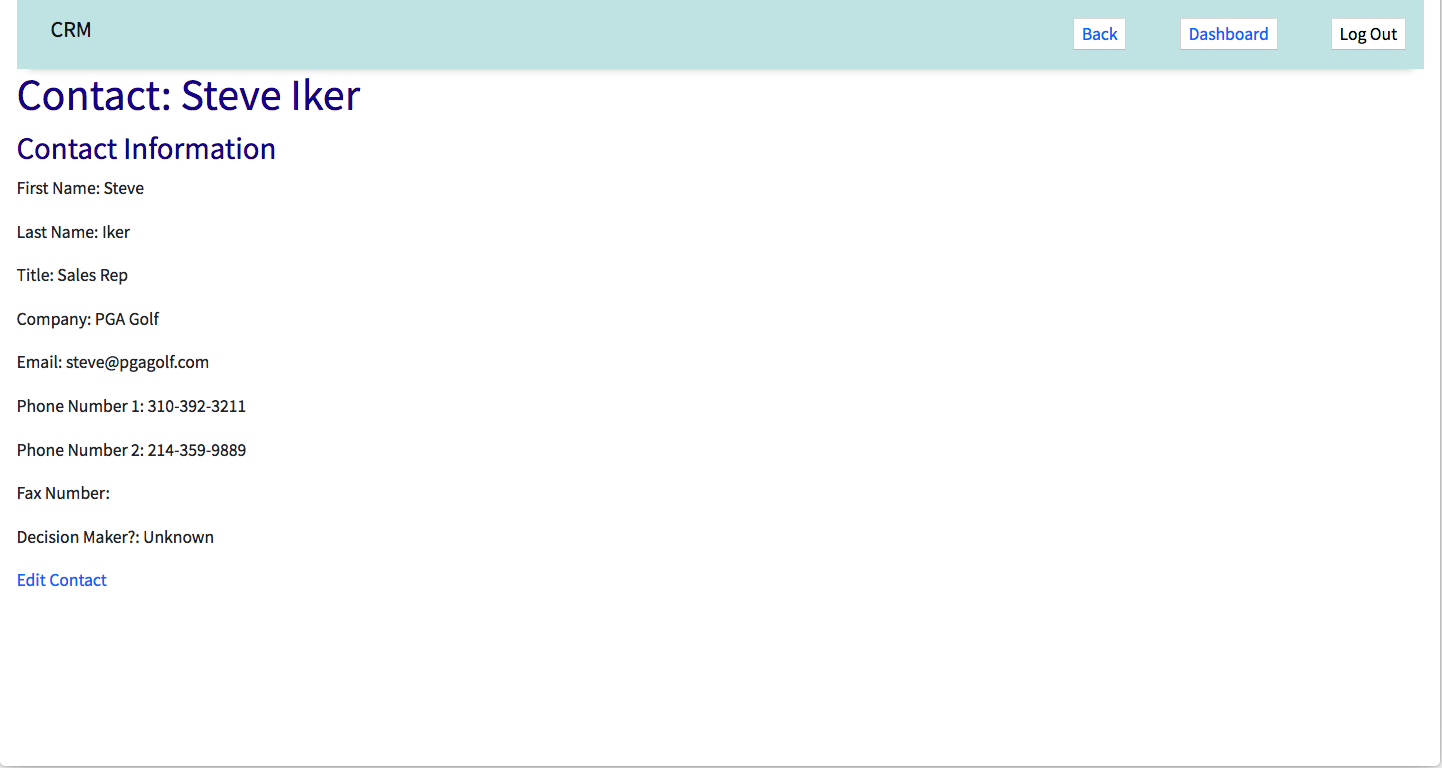 CRM Back Dashboard Log Out
Contact: Steve Iker
Contact Information
First Name: Steve
Last Name: Iker
Title: Sales Rep
Company: PGA Golf
Email: steve@pgagolf.com
Phone Number 1: 310-392-3211
Phone Number 2: 214-359-9889
Fax Number:
Decision Maker?: Unknown
Edit Contact